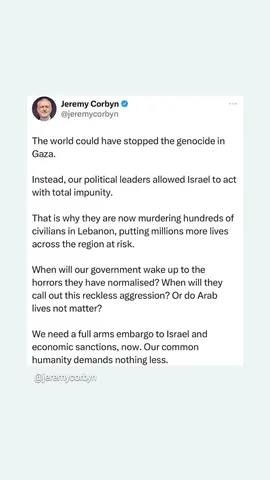 Jeremy Corbyn
@jeremycorbyn
The world could have stopped the genocide in
Gaza.
Instead, our political leaders allowed Israel to act
with total impunity.
That is why they are now murdering hundreds of
civilians in Lebanon, putting millions more lives
across the region at risk.
When will our government wake up to the
horrors they have normalised? When will they
call out this reckless aggression? Or do Arab
lives not matter?
We need a full arms embargo to Israel and
economic sanctions, now. Our common
humanity demands nothing less.
@jeremycorbyn